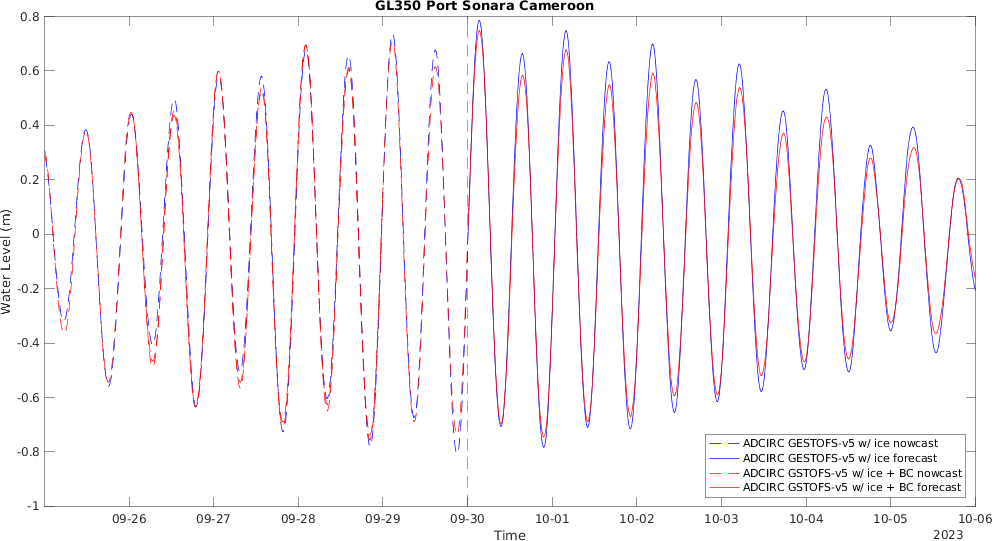 GL350 Port Sonara Cameroon
0.8
0.6
0.4
0.2
0
-0.2
-0.4
-0.6
-0.8
-1
Water Level (m)
ADCIRC GESTOFS-v5 w/ ice nowcast
ADCIRC GESTOFS-v5 w/ ice forecast
ADCIRC GSTOFS-v5 w/ ice + BC nowcast
ADCIRC GSTOFS-v5 w/ ice + BC forecast
09-26 09-27 09-28 09-29 09-30 10-01 10-02 10-03 10-04 10-05 10-06
Time
2023